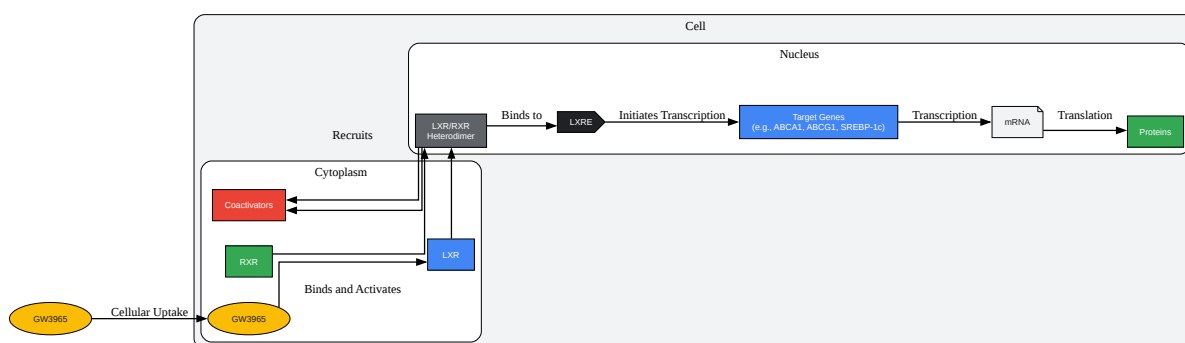 Cell
Nucleus
LXR/RXR
Heterodimer
Binds to
LXRE
Initiates Transcription
Target Genes
(e.g., ABCA1, ABCG1, SREBP-1c)
Transcription
mRNA
Translation
Proteins
Recruits
Cytoplasm
Coactivators
RXR
LXR
Binds and Activates
GW3965
Cellular Uptake
GW3965